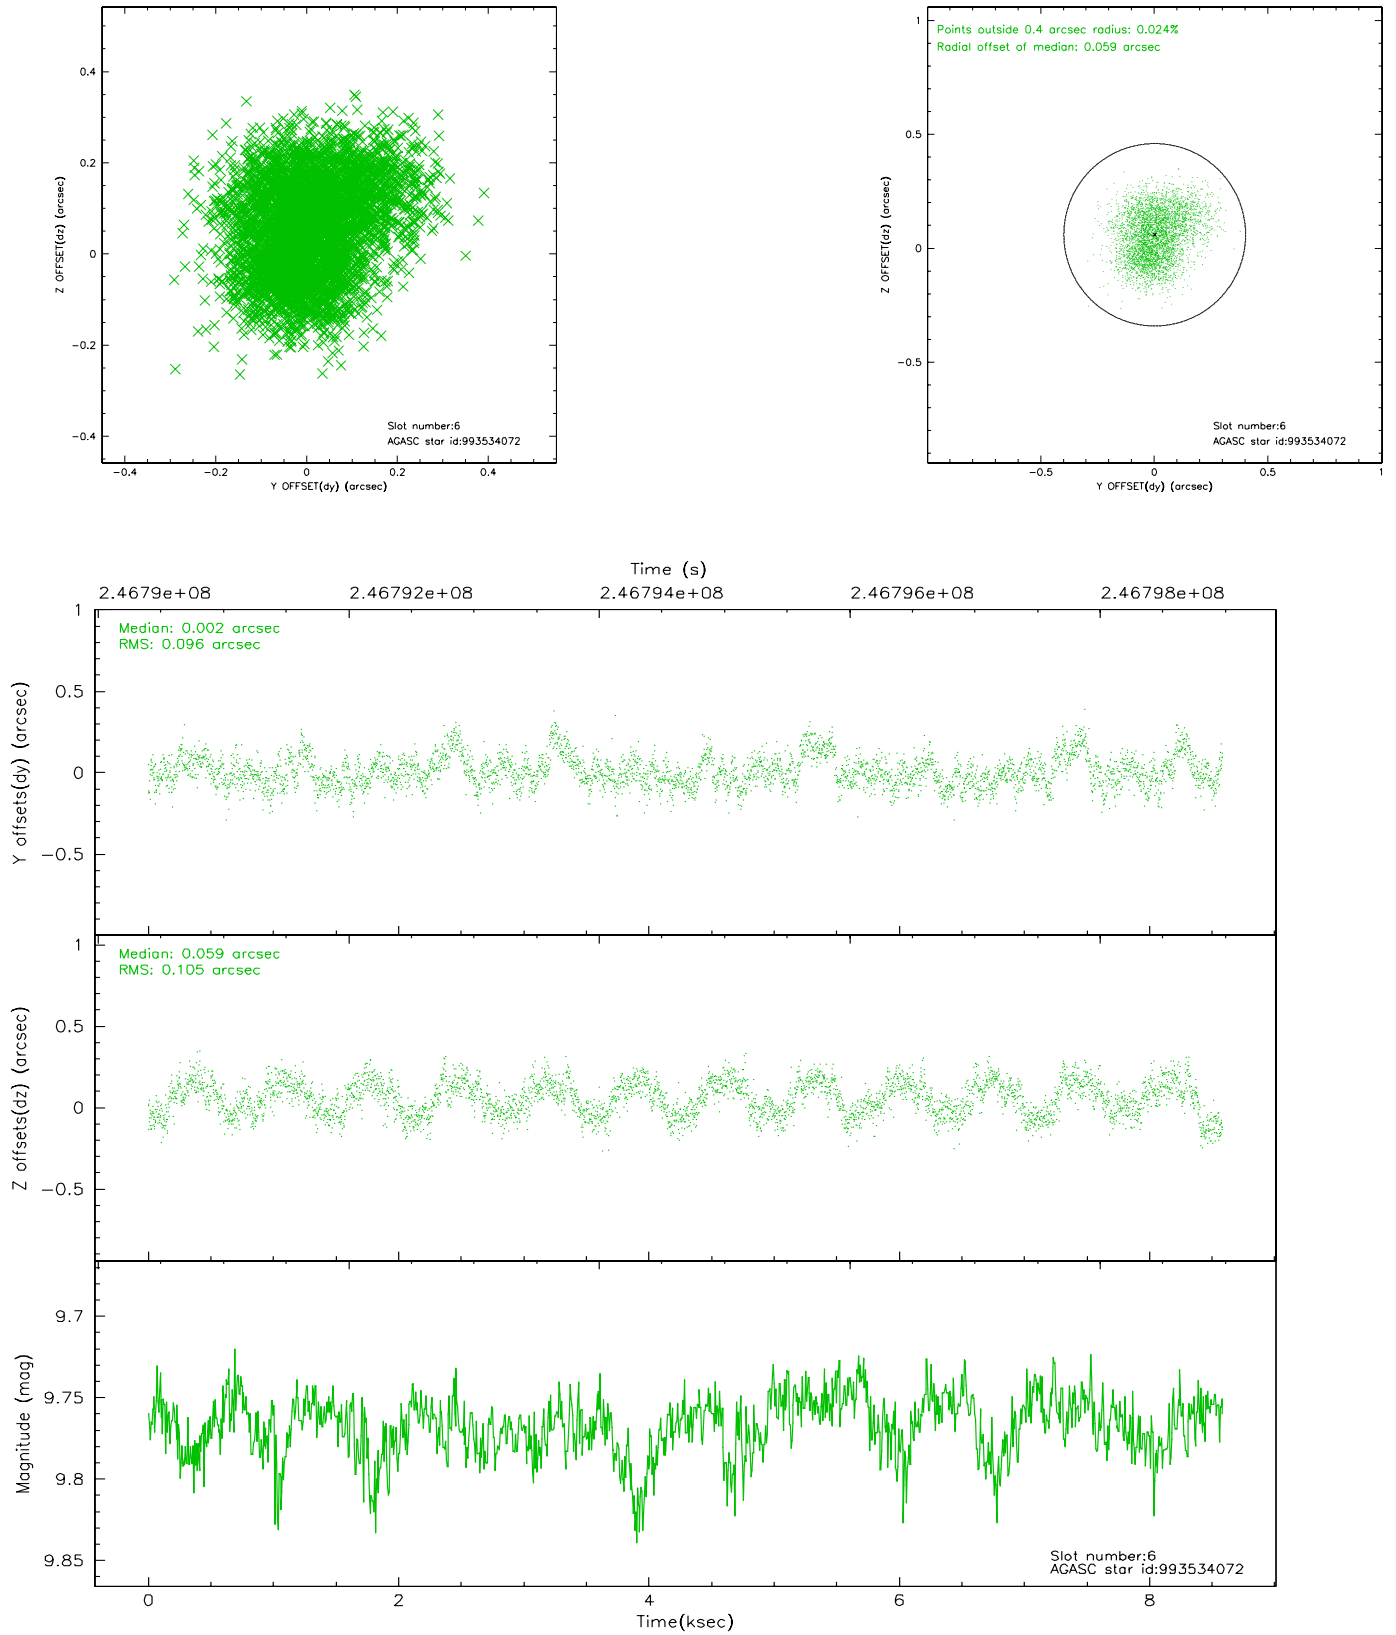 0.4
0.2
0
−0.2
−0.4
Z OFFSET(dz) (arcsec)
Slot number:6
AGASC star id:993534072
−0.4
−0.2
0
0.2
0.4
Y OFFSET(dy) (arcsec)
Points outside 0.4 arcsec radius: 0.024%
Radial offset of median: 0.059 arcsec
1
0.5
0
−0.5
Z OFFSET(dz) (arcsec)
Slot number:6
AGASC star id:993534072
−0.5
0
0.5
1
Y OFFSET(dy) (arcsec)
Time (s)
2.4679e+08
2.46792e+08
2.46794e+08
2.46796e+08
2.46798e+08
Median: 0.002 arcsec
RMS: 0.096 arcsec
1
0.5
0
−0.5
Y offsets(dy) (arcsec)
Median: 0.059 arcsec
RMS: 0.105 arcsec
1
0.5
0
−0.5
Z offsets(dz) (arcsec)
9.7
9.75
9.8
9.85
Magnitude (mag)
Slot number:6
AGASC star id:993534072
0
2
4
6
8
Time(ksec)